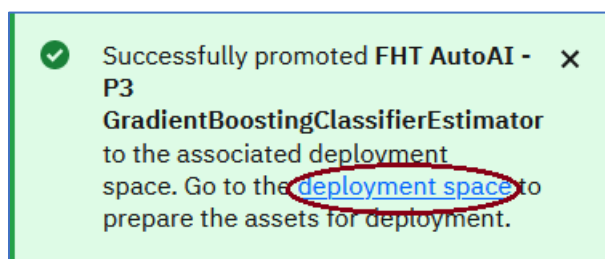 Successfully promoted FHT AutoAI -
P3
GradientBoostingClassifierEstimator
to the associated deployment
space. Go to the deployment space to
prepare the assets for deployment.